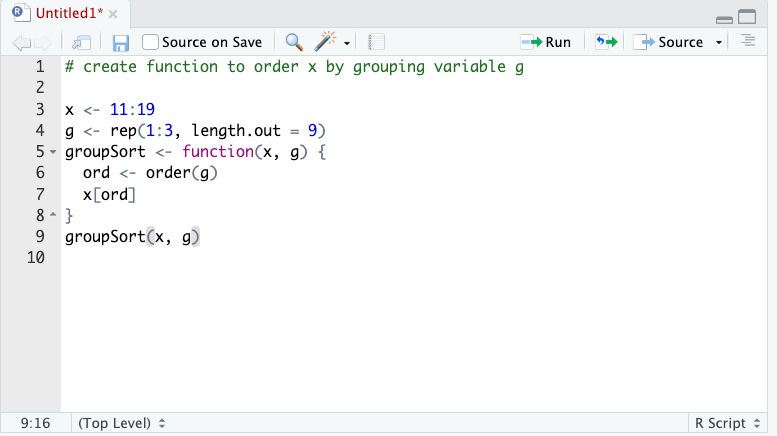 R Untitled1*
Source on Save Run Source
1 # create function to order x by grouping variable g
2
3 x <- 11:19
4 g <- rep(1:3, length.out = 9)
5 groupSort <- function(x, g) {
6   ord <- order(g)
7   x[ord]
8 }
9 groupSort(x, g)
10
9:16 (Top Level) R Script